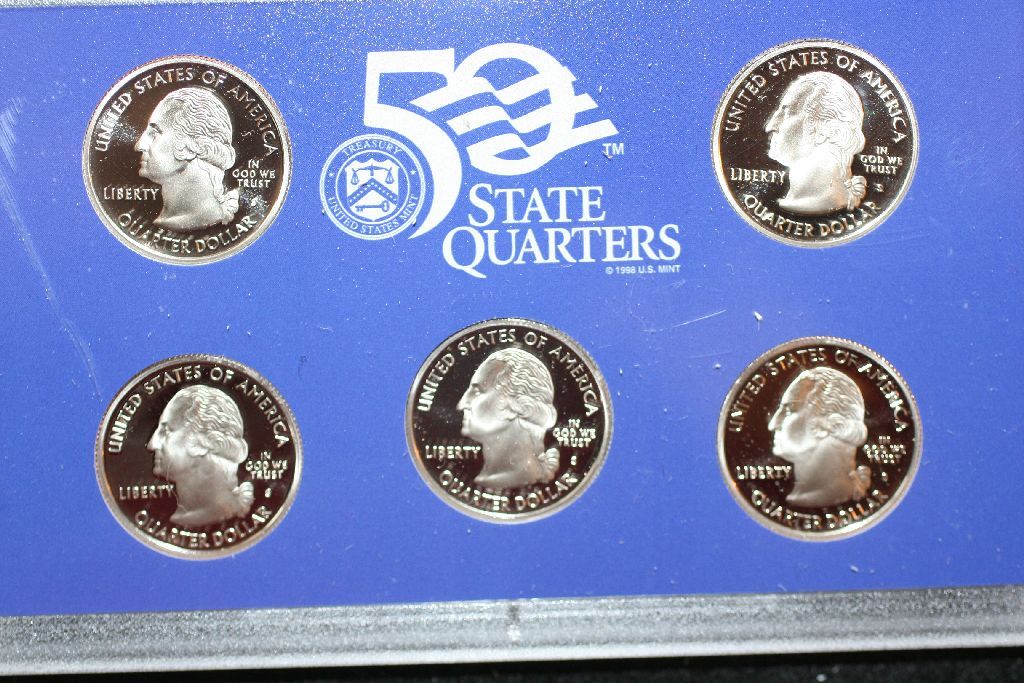 UNITED STATES OF AMERICA
LIBERTY
IN
GOD WE
TRUST
S
QUARTER DOLLAR
50
TM
TREASURY
UNITED STATES MINT
STATE
QUARTERS
© 1998 U.S. MINT
UNITED STATES OF AMERICA
LIBERTY
IN
GOD WE
TRUST
S
QUARTER DOLLAR
UNITED STATES OF AMERICA
LIBERTY
IN
GOD WE
TRUST
S
QUARTER DOLLAR
UNITED STATES OF AMERICA
LIBERTY
IN
GOD WE
TRUST
S
QUARTER DOLLAR
UNITED STATES OF AMERICA
LIBERTY
GOD WE
QUARTER DOLLAR